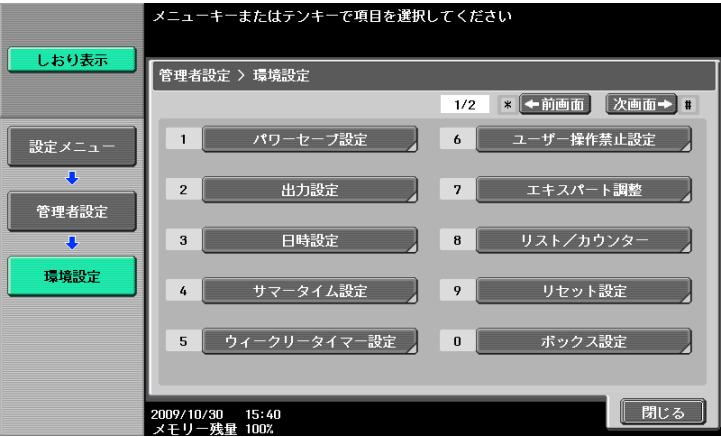 メニューキーまたはテンキーで項目を選択してください
しおり表示
管理者設定 > 環境設定
1/2 * ←前画面 次画面→ #
設定メニュー
管理者設定
環境設定
1 パワーセーブ設定
2 出力設定
3 日時設定
4 サマータイム設定
5 ウィークリータイマー設定
6 ユーザー操作禁止設定
7 エキスパート調整
8 リスト/カウンター
9 リセット設定
0 ボックス設定
2009/10/30 15:40
メモリー残量 100%
閉じる